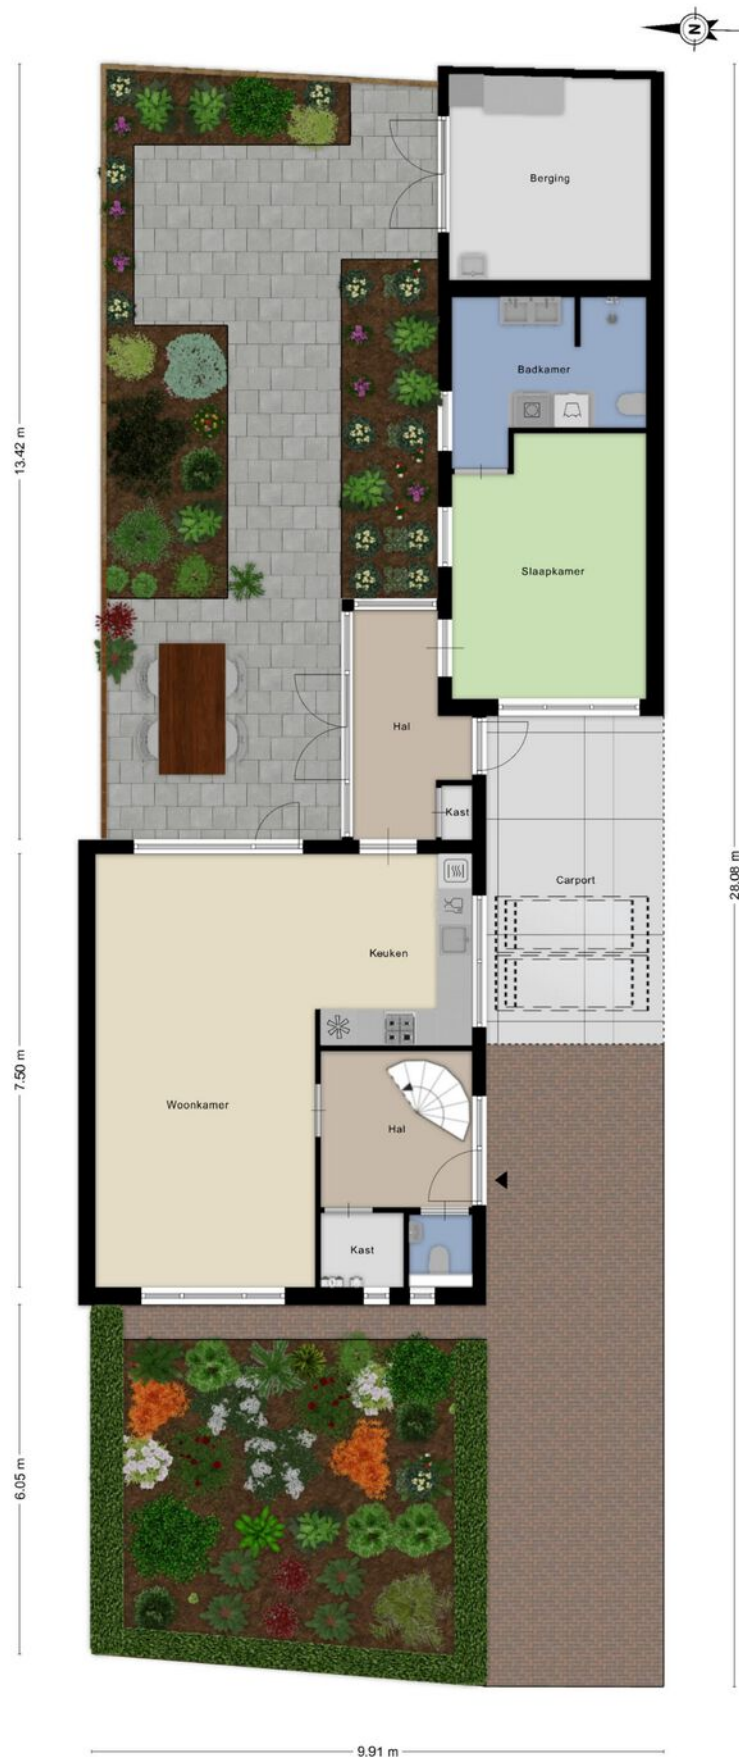 N
Berging
Badkamer
13.42 m
Slaapkamer
Hal
Kast
28.08 m
Carport
Keuken
7.50 m
Woonkamer
Hal
Kast
6.05 m
9.91 m